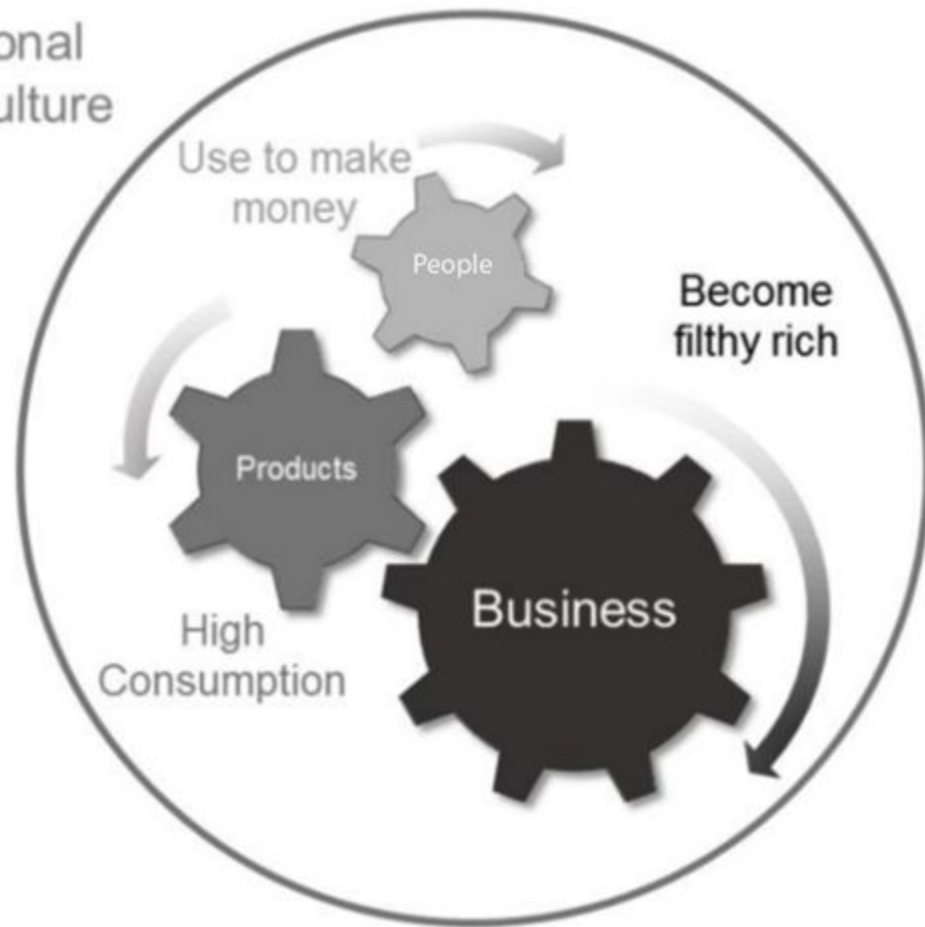 onal
ulture
Use to make
money
People
Become
filthy rich
Products
Business
High
Consumption